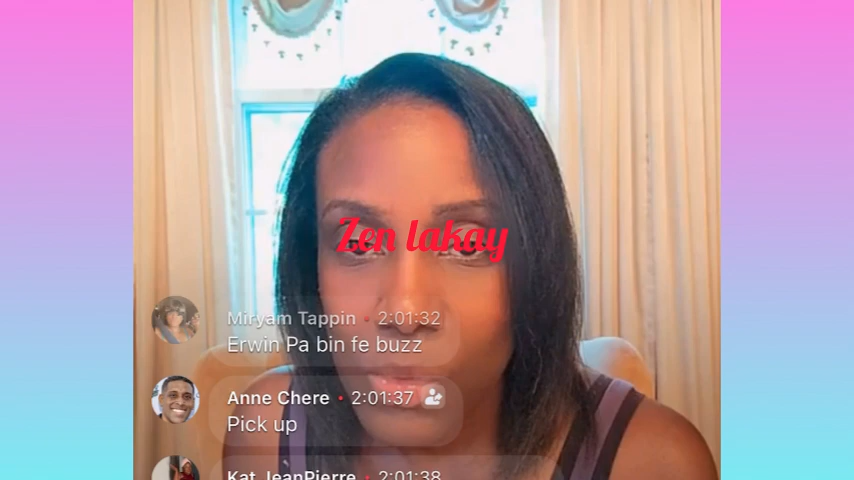 Zen lakay
Miryam Tappin • 2:01:32
Erwin Pa bin fe buzz
Anne Chere • 2:01:37
Pick up
Kat JeanPierre • 2:01:38